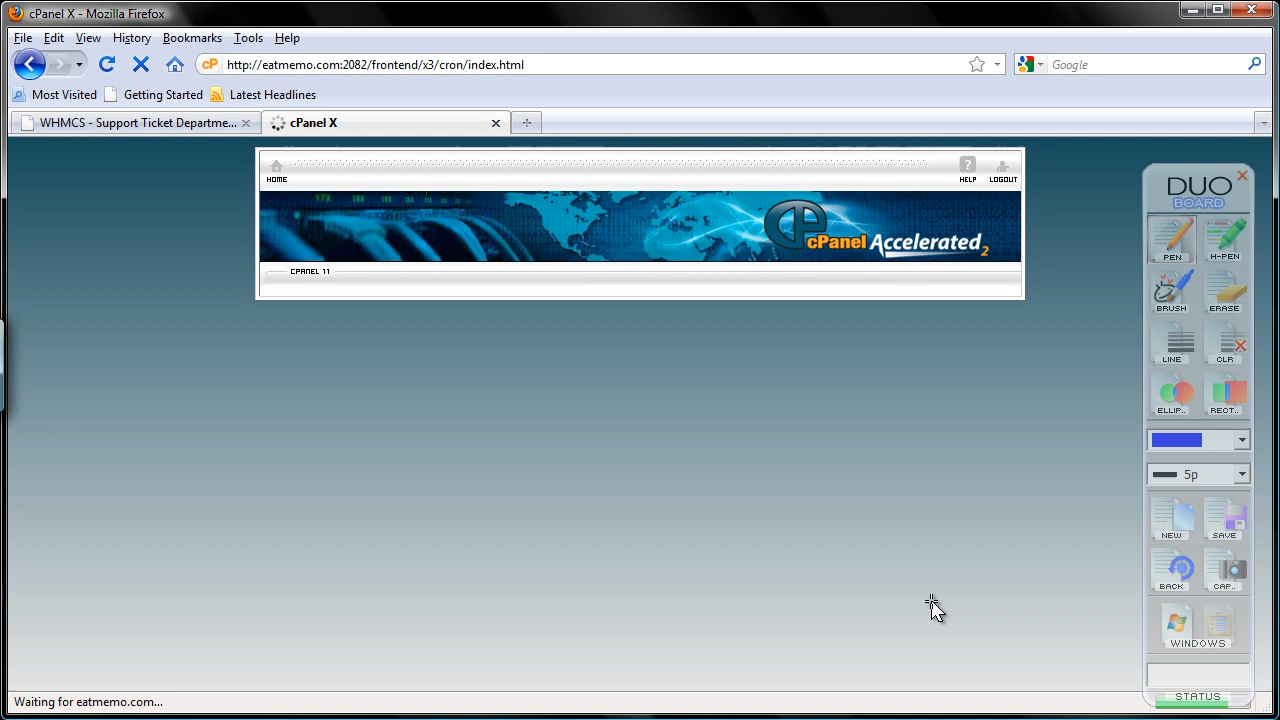 cPanel X - Mozilla Firefox
File Edit View History Bookmarks Tools Help
cP http://eatmemo.com:2082/frontend/x3/cron/index.html Google
Most Visited Getting Started Latest Headlines
WHMCS - Support Ticket Departme... cPanel X
HOME HELP LOGOUT
cPanel Accelerated2
CPANEL 11
DUO
BOARD
PEN H-PEN
BRUSH ERASE
LINE CLR
ELLIP.. RECT..
5p
NEW SAVE
BACK CAP..
WINDOWS
STATUS
Waiting for eatmemo.com...